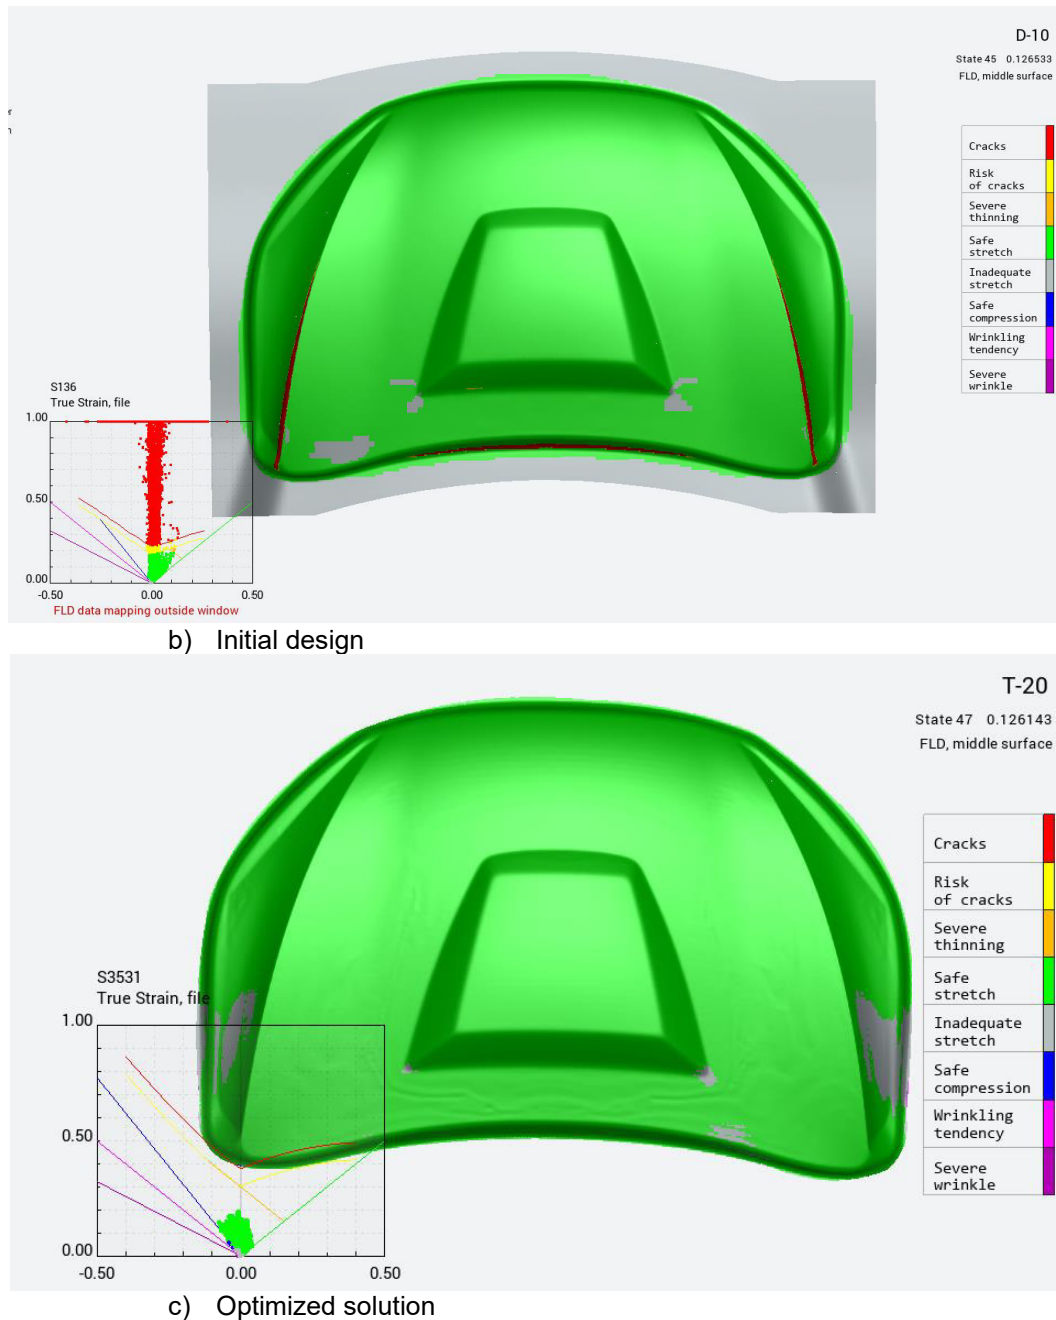 D-10
State 45 0.126533
FLD, middle surface
Cracks
Risk
of cracks
Severe
thinning
Safe
stretch
Inadequate
stretch
Safe
compression
Wrinkling
tendency
Severe
wrinkle
S136
True Strain, file
1.00
0.50
0.00
-0.50
0.00
0.50
FLD data mapping outside window
b) Initial design
T-20
State 47 0.126143
FLD, middle surface
Cracks
Risk
of cracks
Severe
thinning
Safe
stretch
Inadequate
stretch
Safe
compression
Wrinkling
tendency
Severe
wrinkle
S3531
True Strain, file
1.00
0.50
0.00
-0.50
0.00
0.50
c) Optimized solution